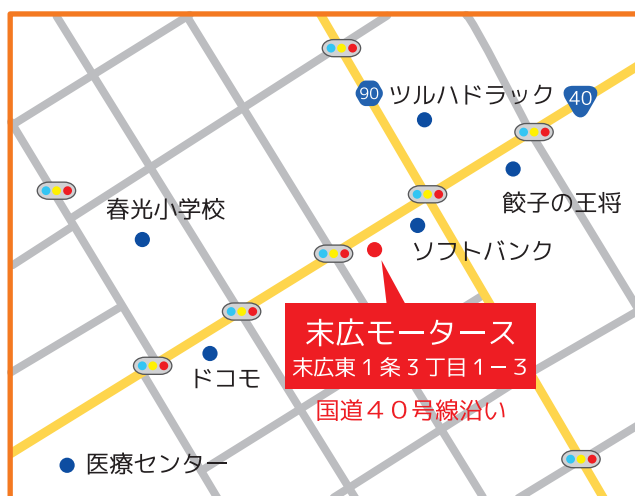 90
ツルハドラック
40
餃子の王将
春光小学校
ソフトバンク
末広モータース
末広東1条3丁目1−3
ドコモ
国道40号線沿い
医療センター